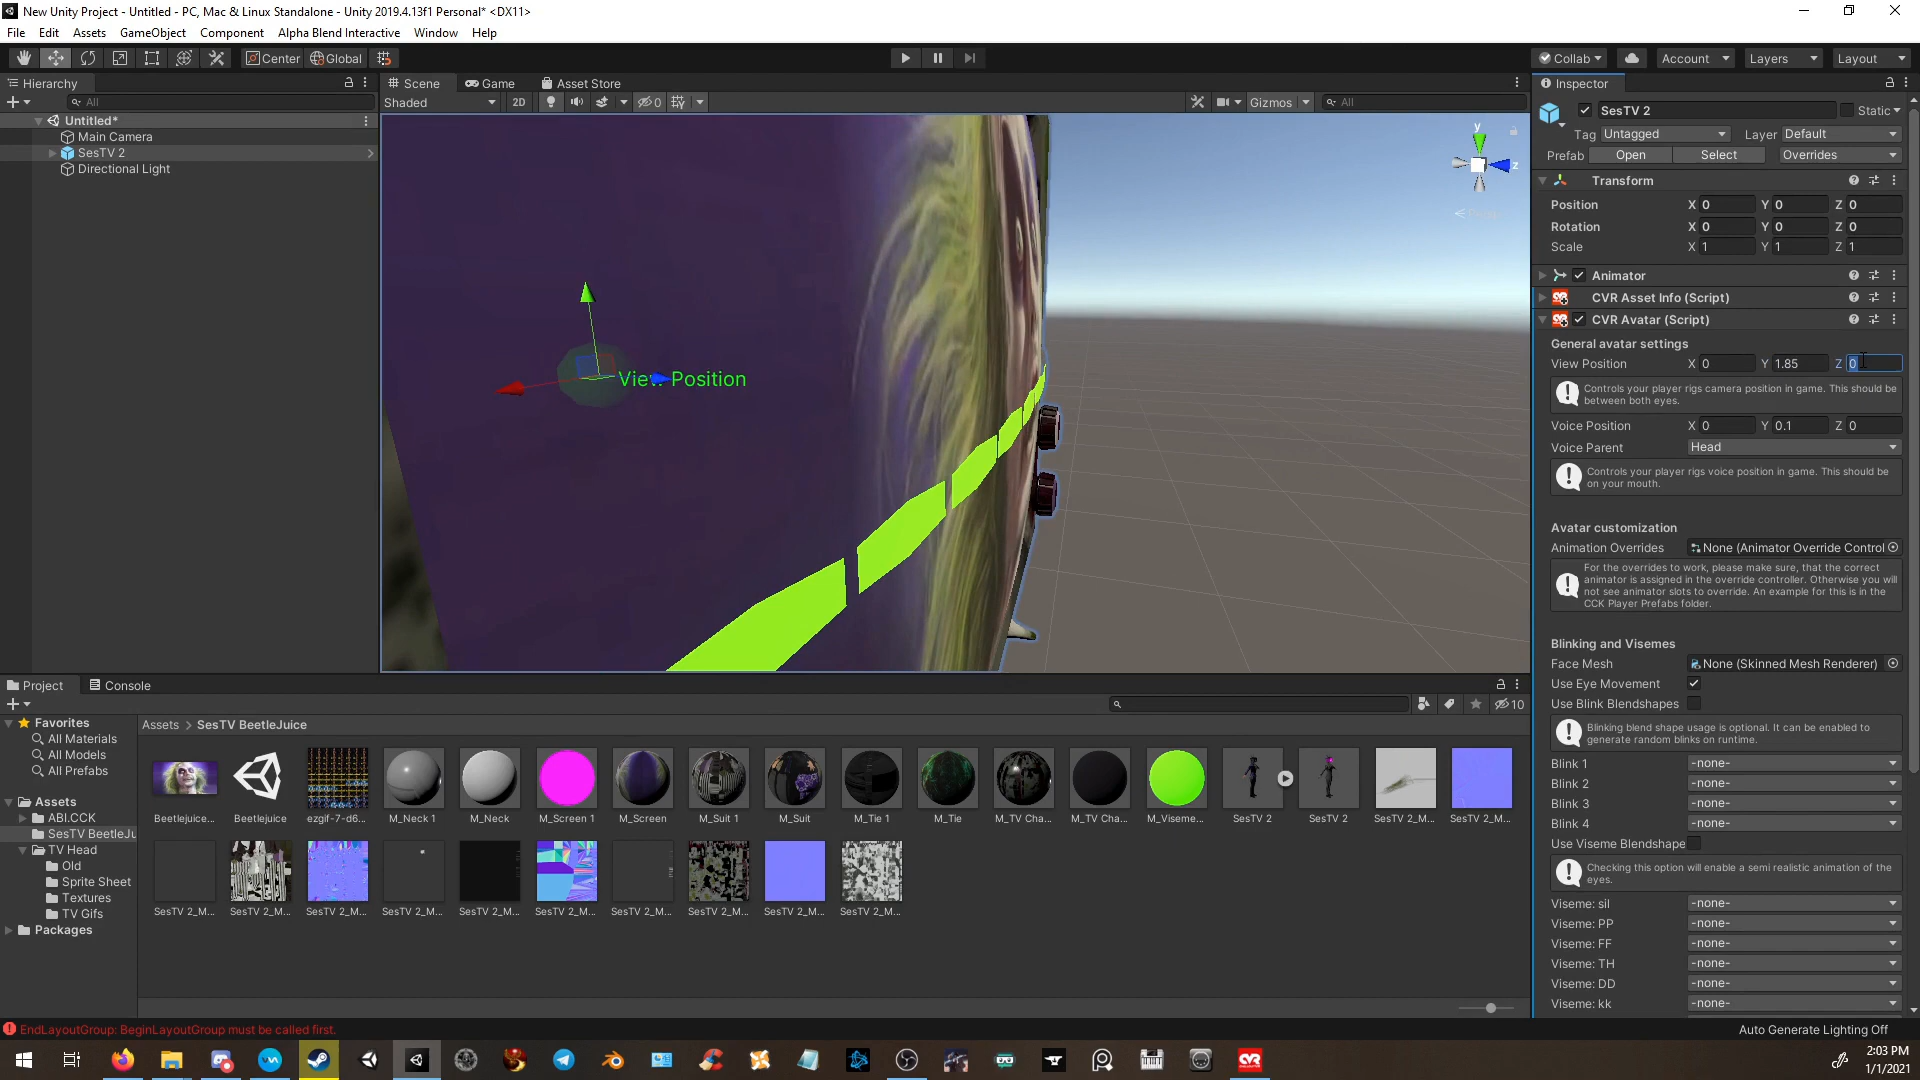 New Unity Project - Untitled - PC, Mac & Linux Standalone - Unity 2019.4.13f1 Personal* <DX11>
File Edit Assets GameObject Component Alpha Blend Interactive Window Help
Center Global Collab Account Layers Layout
Hierarchy Scene Game Asset Store Inspector
All Shaded 2D 0 Gizmos All
Untitled*
Main Camera
SesTV 2
Directional Light
y
z
View Position
SesTV 2 Static
Tag Untagged Layer Default
Prefab Open Select Overrides
Transform
Position X 0 Y 0 Z 0
Rotation X 0 Y 0 Z 0
Scale X 1 Y 1 Z 1
Animator
CVR Asset Info (Script)
CVR Avatar (Script)
General avatar settings
View Position X 0 Y 1.85 Z 0
Controls your player rigs camera position in game. This should be
between both eyes.
Voice Position X 0 Y 0.1 Z 0
Voice Parent Head
Controls your player rigs voice position in game. This should be
on your mouth.
Avatar customization
Animation Overrides None (Animator Override Control
For the overrides to work, please make sure, that the correct
animator is assigned in the override controller. Otherwise you will
not see animator slots to override. An example for this is in the
CCK Player Prefabs folder.
Blinking and Visemes
Face Mesh None (Skinned Mesh Renderer)
Use Eye Movement
Use Blink Blendshapes
Blinking blend shape usage is optional. It can be enabled to
generate random blinks on runtime.
Blink 1 -none-
Blink 2 -none-
Blink 3 -none-
Blink 4 -none-
Use Viseme Blendshape
Checking this option will enable a semi realistic animation of the
eyes.
Viseme: sil -none-
Viseme: PP -none-
Viseme: FF -none-
Viseme: TH -none-
Viseme: DD -none-
Viseme: kk -none-
Project Console
10
Favorites
All Materials
All Models
All Prefabs
Assets
ABI.CCK
SesTV BeetleJu
TV Head
Old
Sprite Sheet
Textures
TV Gifs
Packages
Assets > SesTV BeetleJuice
Beetlejuice... Beetlejuice ezgif-7-d6... M_Neck 1 M_Neck M_Screen 1 M_Screen M_Suit 1 M_Suit M_Tie 1 M_Tie M_TV Cha... M_TV Cha... M_Viseme... SesTV 2 SesTV 2 SesTV 2_M... SesTV 2_M...
SesTV 2_M... SesTV 2_M... SesTV 2_M... SesTV 2_M... SesTV 2_M... SesTV 2_M... SesTV 2_M... SesTV 2_M... SesTV 2_M... SesTV 2_M...
EndLayoutGroup: BeginLayoutGroup must be called first.
Auto Generate Lighting Off
2:03 PM
1/1/2021